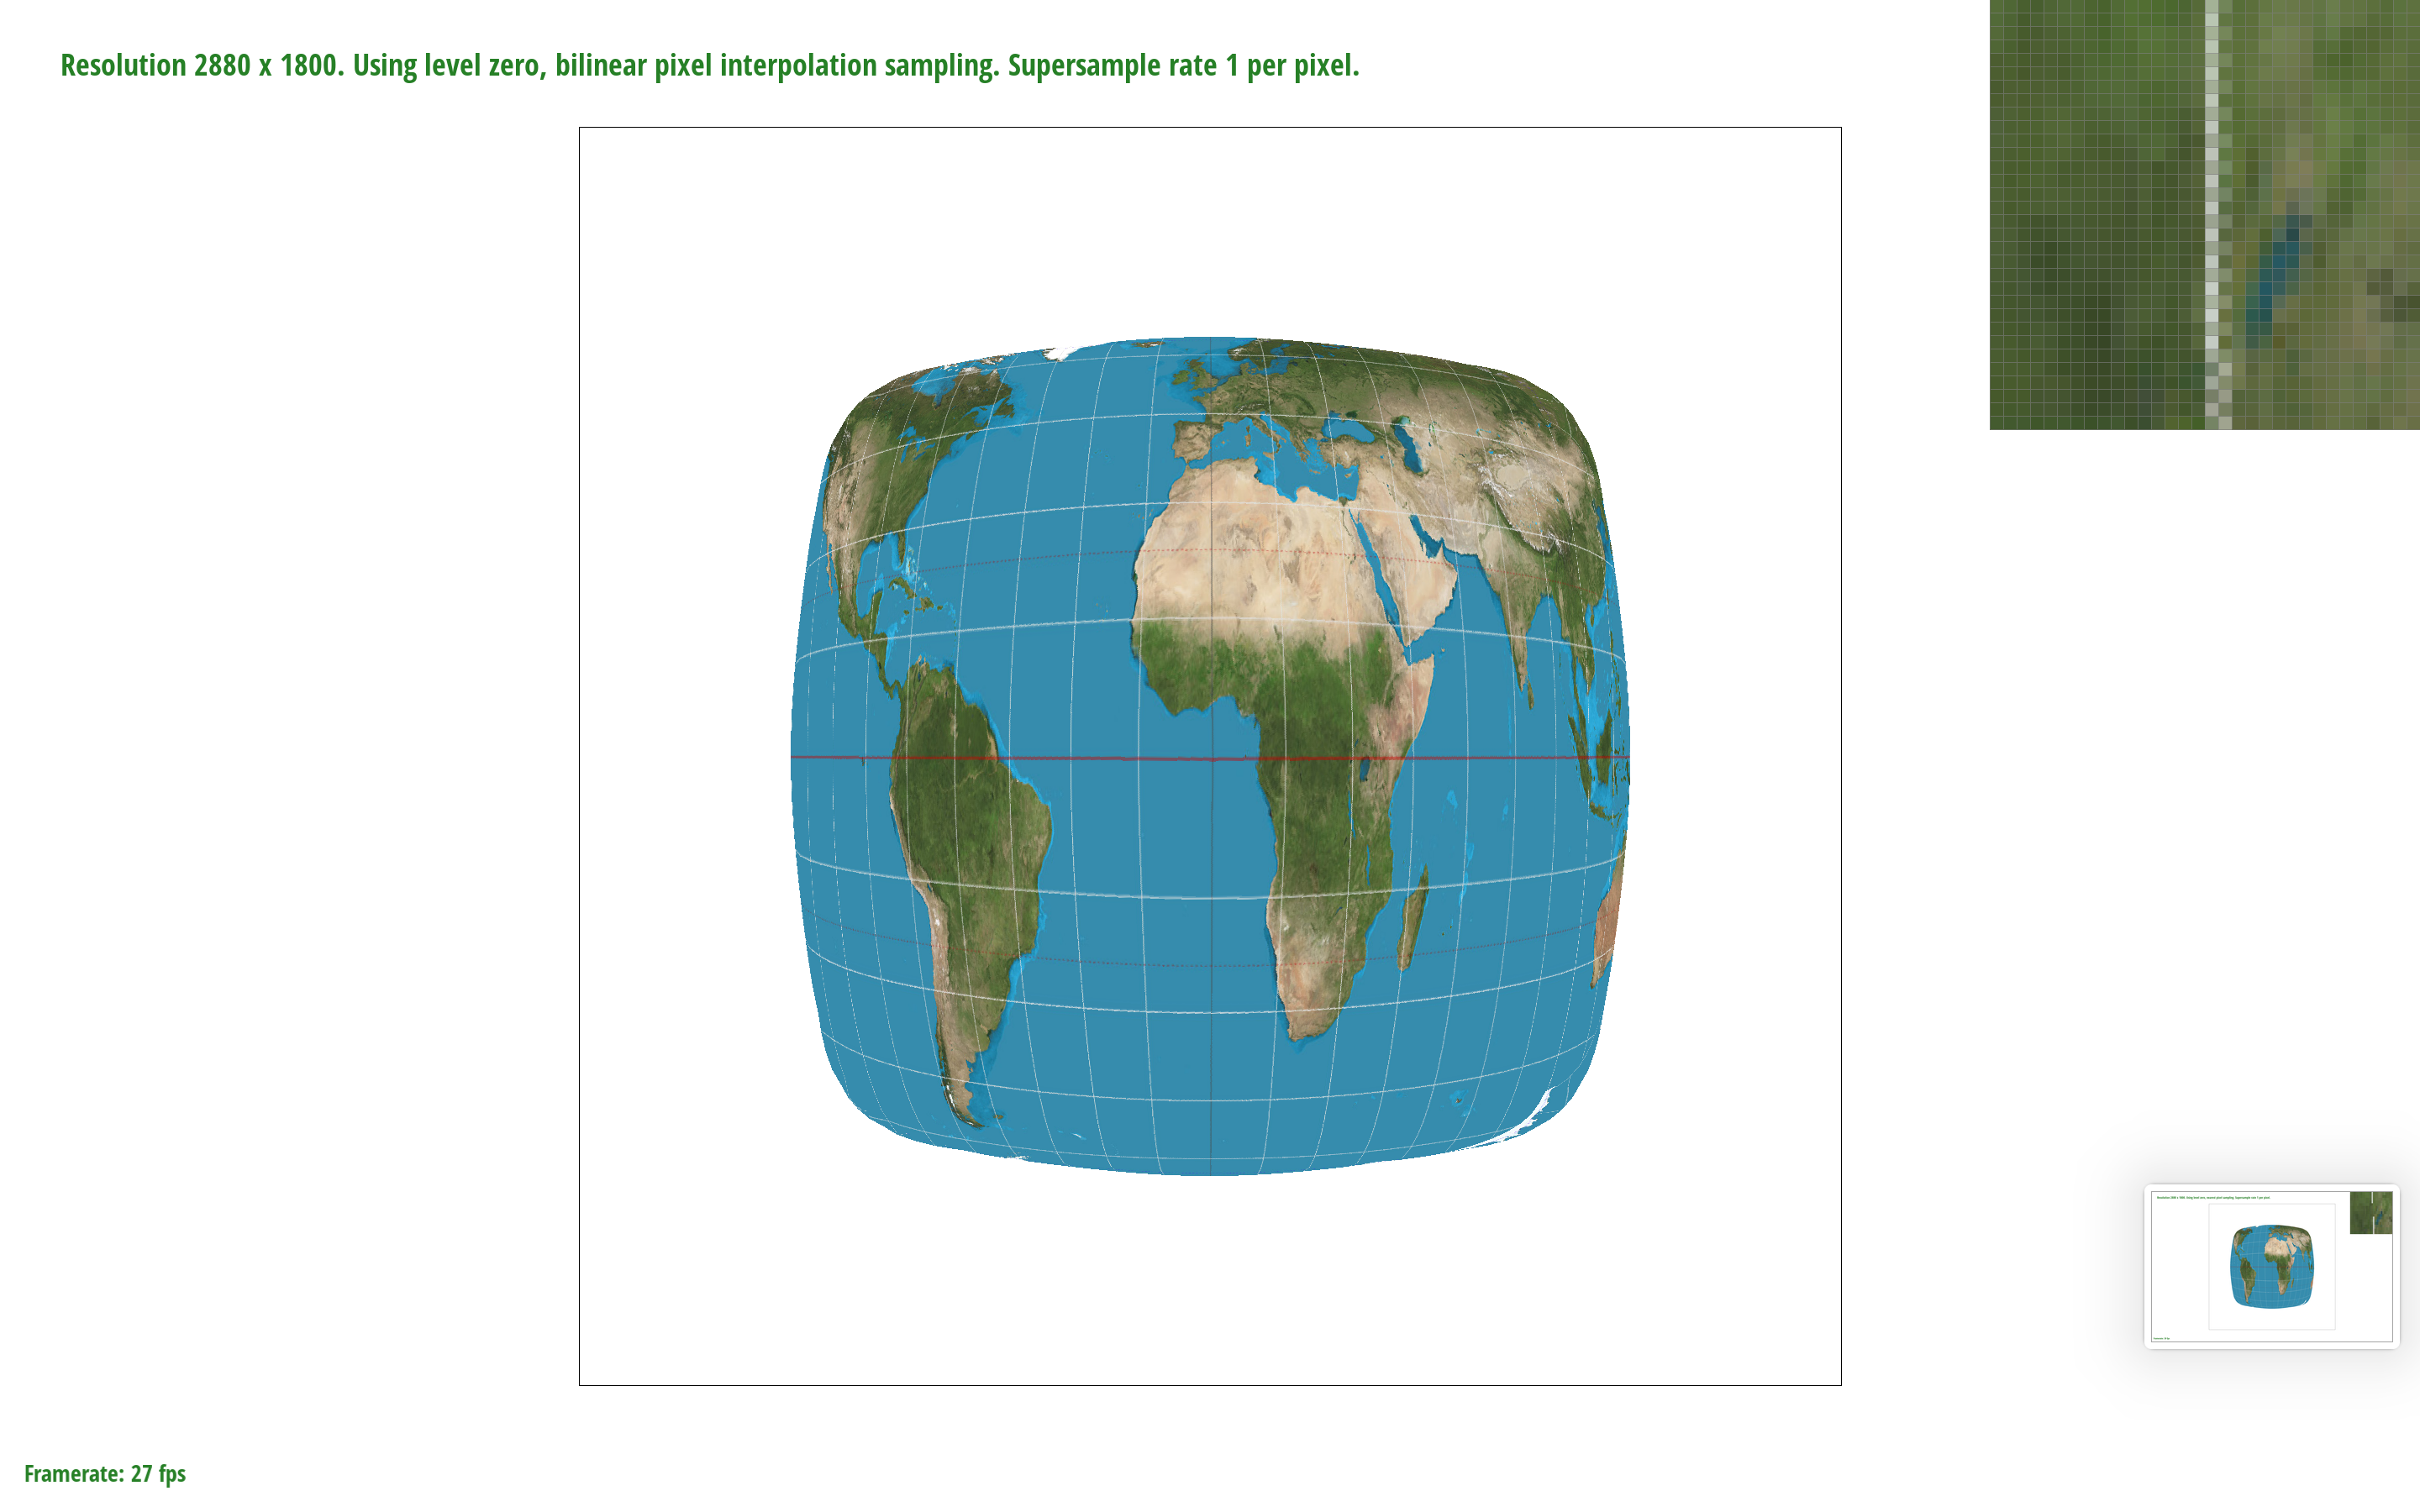 Resolution 2880 x 1800. Using level zero, bilinear pixel interpolation sampling. Supersample rate 1 per pixel.
Framerate: 27 fps